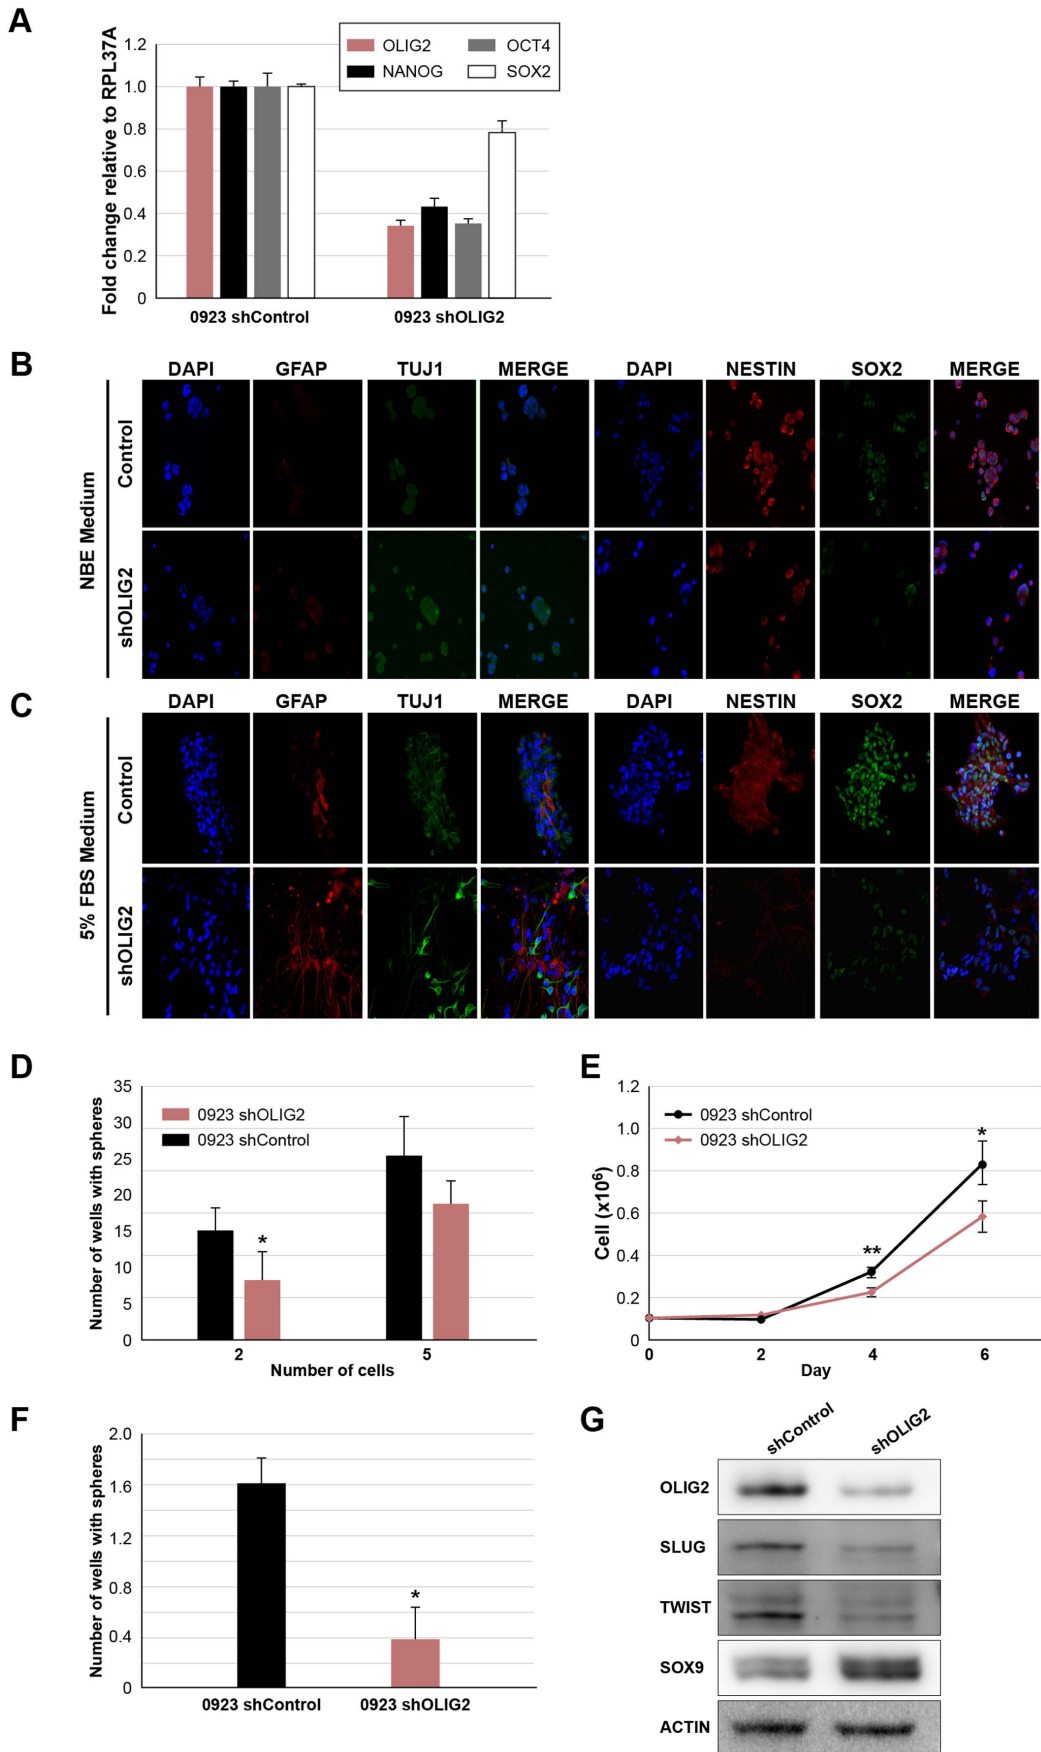 A
Fold change relative to RPL37A
1.2
1.0
0.8
0.6
0.4
0.2
0
OLIG2
OCT4
NANOG
SOX2
0923 shControl
0923 shOLIG2
B
DAPI GFAP TUJ1 MERGE DAPI NESTIN SOX2 MERGE
NBE Medium
Control
shOLIG2
C
DAPI GFAP TUJ1 MERGE DAPI NESTIN SOX2 MERGE
5% FBS Medium
Control
shOLIG2
D
Number of wells with spheres
35
30
25
20
15
10
5
0
0923 shOLIG2
0923 shControl
*
2 5
Number of cells
E
Cell (x10⁶)
1.2
1.0
0.8
0.6
0.4
0.2
0
0923 shControl
0923 shOLIG2
**
*
0 2 4 6
Day
F
Number of wells with spheres
2.0
1.6
1.2
0.8
0.4
0
*
0923 shControl
0923 shOLIG2
G
shControl
shOLIG2
OLIG2
SLUG
TWIST
SOX9
ACTIN